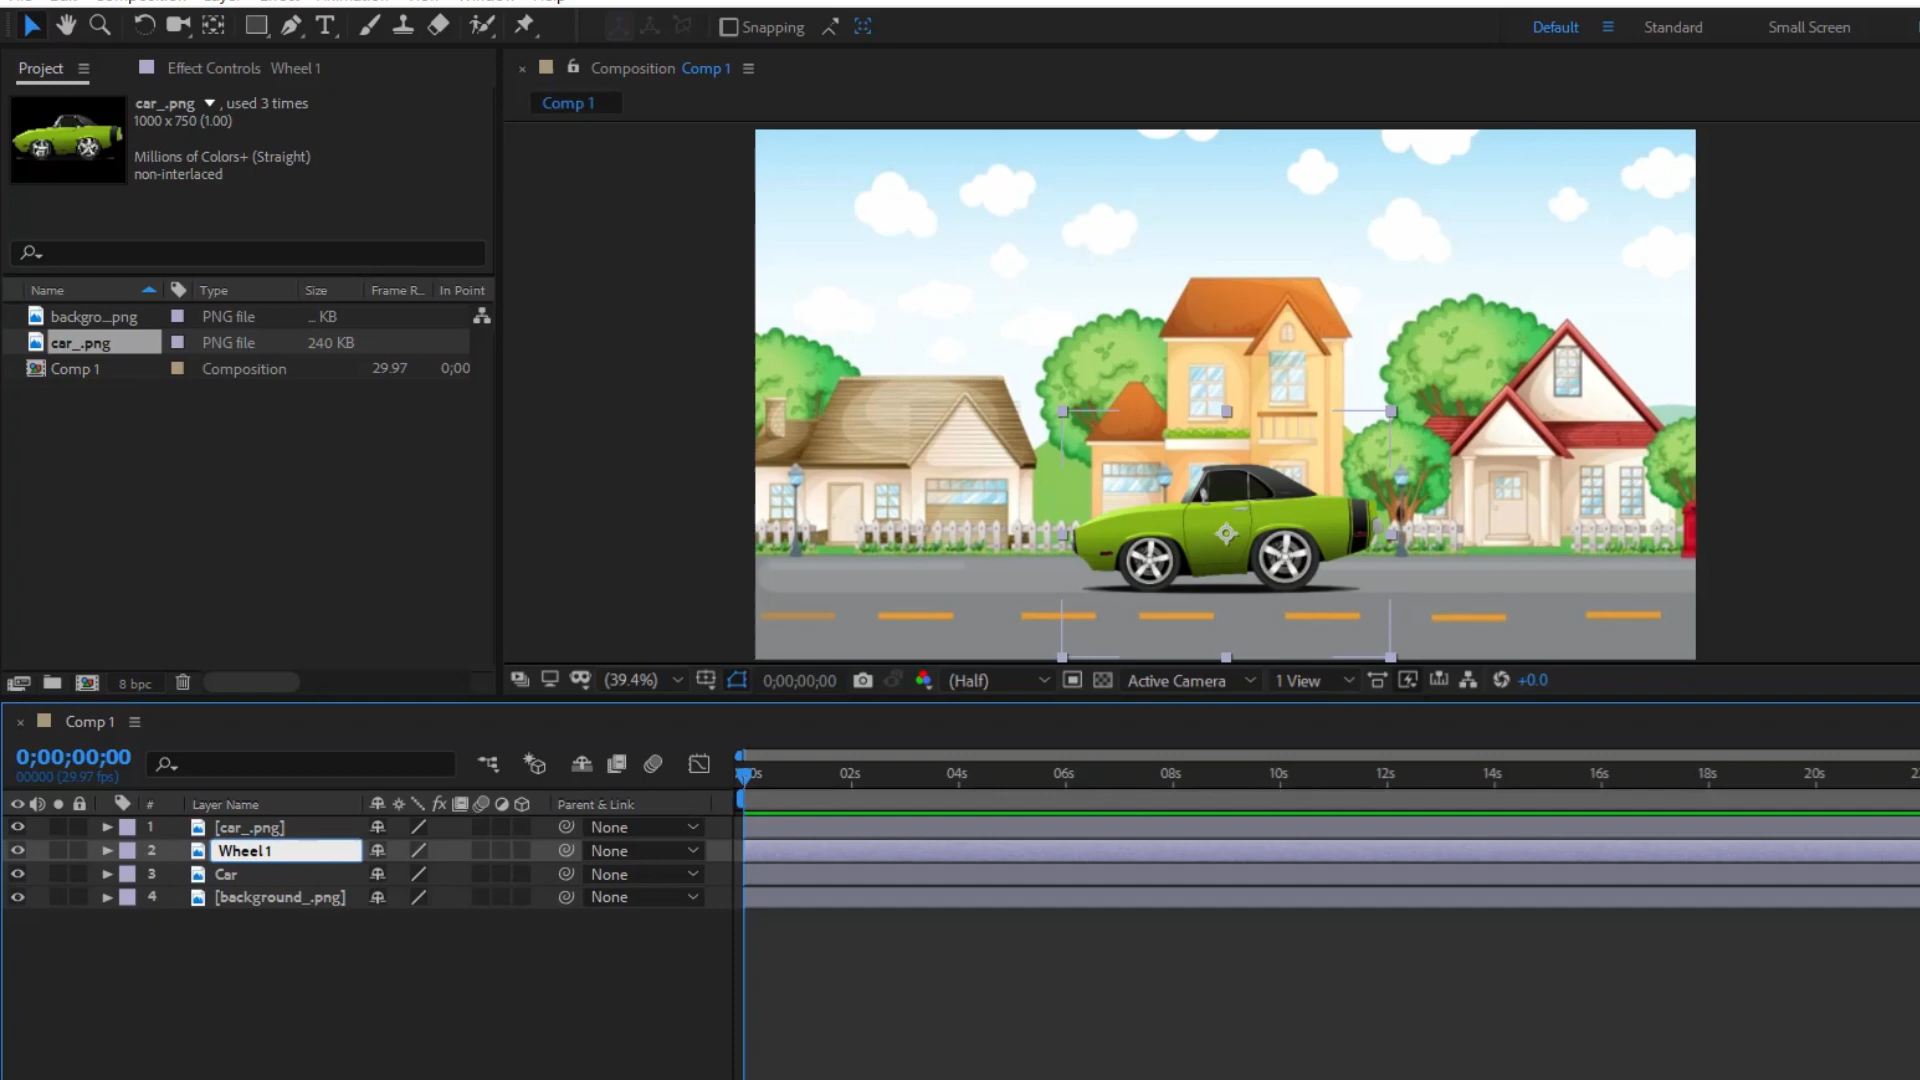 Snapping
Default
Standard
Small Screen
Project
Effect Controls Wheel 1
Composition Comp 1
car_.png , used 3 times
1000 x 750 (1.00)
Millions of Colors+ (Straight)
non-interlaced
Comp 1
Name Type Size Frame R... In Point
backgro_png PNG file _ KB
car_.png PNG file 240 KB
Comp 1 Composition 29.97 0;00
8 bpc
(39.4%) 0;00;00;00 (Half) Active Camera 1 View +0.0
Comp 1
0;00;00;00
00000 (29.97 fps)
02s 04s 06s 08s 10s 12s 14s 16s 18s 20s
# Layer Name fx Parent & Link
1 [car_.png] None
2 Wheel1 None
3 Car None
4 [background_.png] None